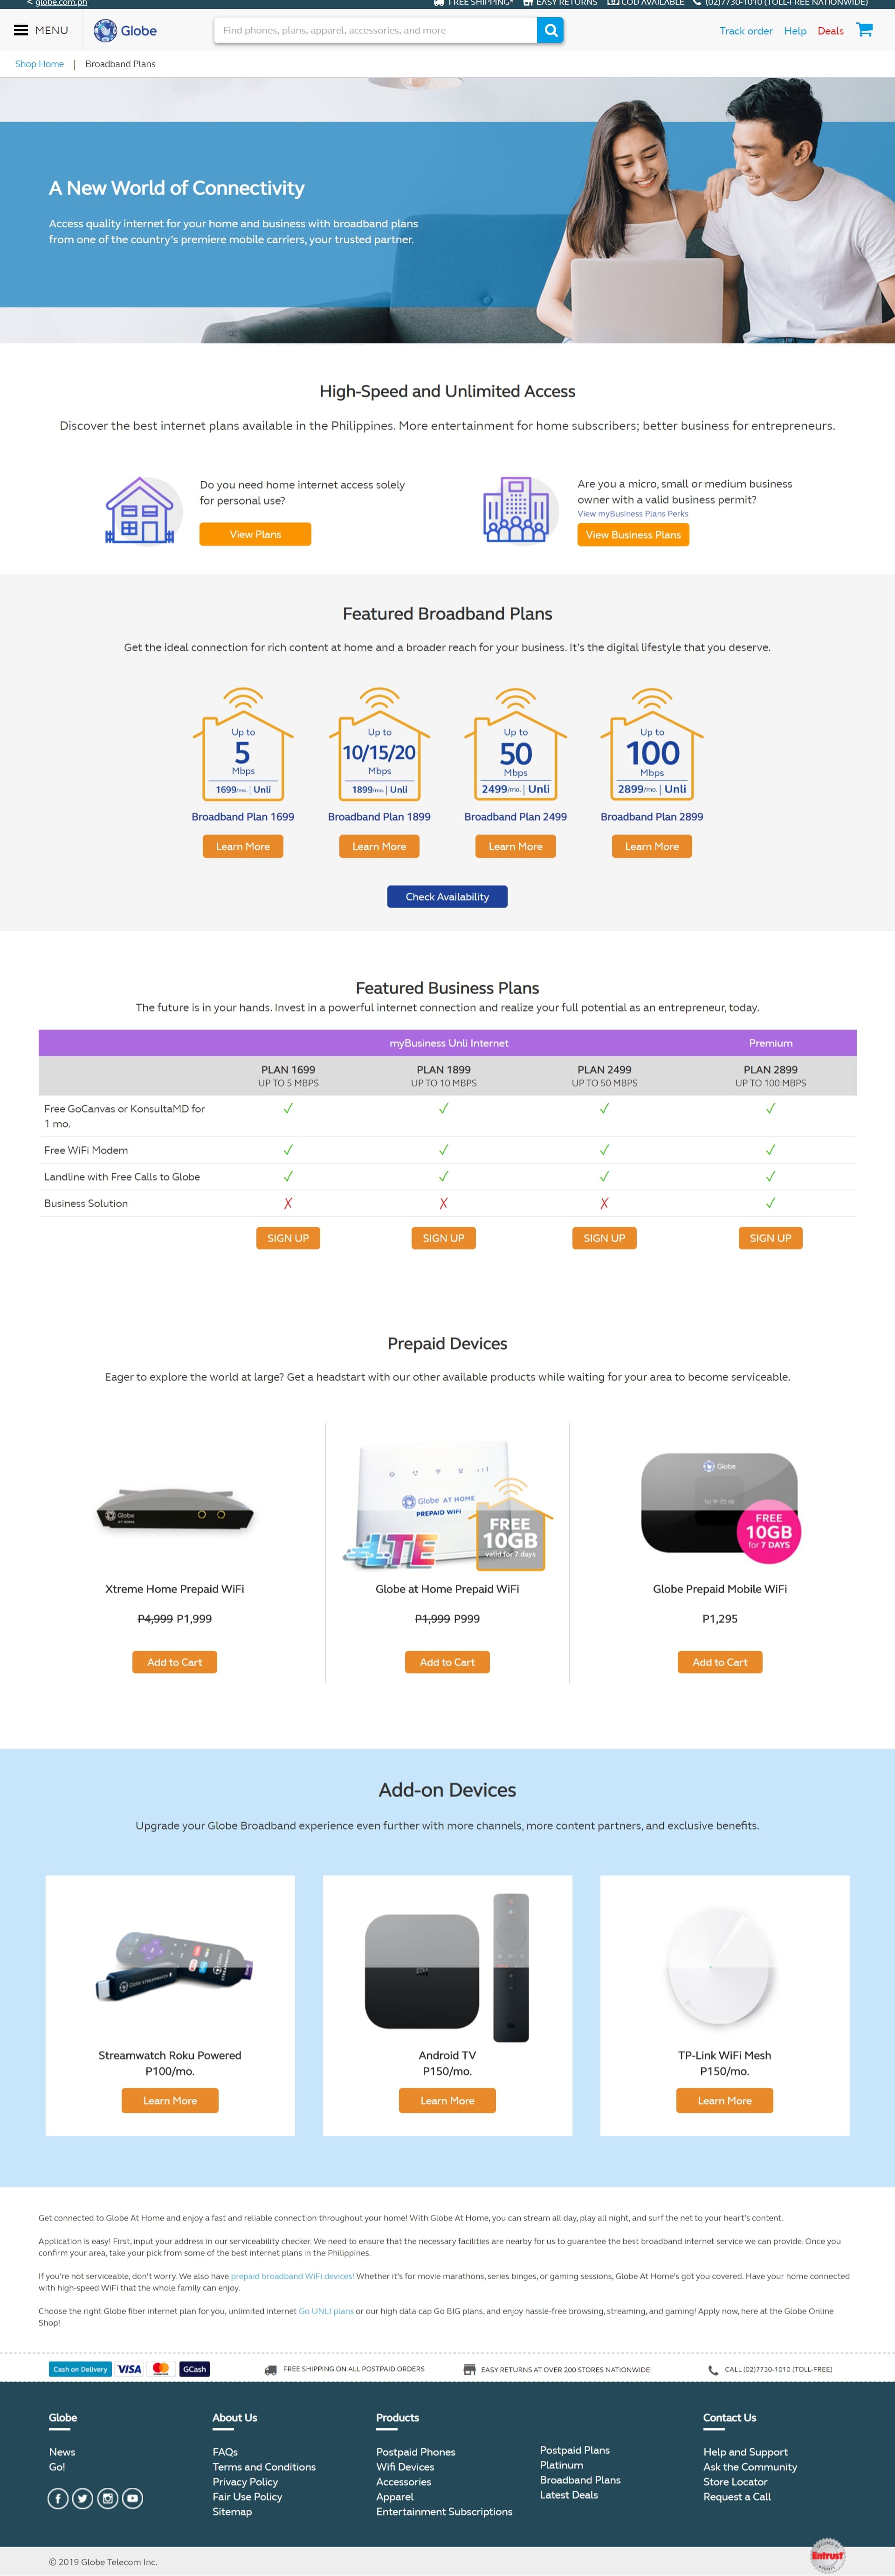 < globe.com.ph
FREE SHIPPING* EASY RETURNS COD AVAILABLE (02)7730-1010 (TOLL-FREE NATIONWIDE)
MENU Globe Find phones, plans, apparel, accessories, and more Track order Help Deals
Shop Home | Broadband Plans
A New World of Connectivity
Access quality internet for your home and business with broadband plans
from one of the country's premiere mobile carriers, your trusted partner.
High-Speed and Unlimited Access
Discover the best internet plans available in the Philippines. More entertainment for home subscribers; better business for entrepreneurs.
Do you need home internet access solely
for personal use?
View Plans
Are you a micro, small or medium business
owner with a valid business permit?
View myBusiness Plans Perks
View Business Plans
Featured Broadband Plans
Get the ideal connection for rich content at home and a broader reach for your business. It's the digital lifestyle that you deserve.
Up to
5
Mbps
1699/mo. | Unli
Broadband Plan 1699
Learn More
Up to
10/15/20
Mbps
1899/mo. | Unli
Broadband Plan 1899
Learn More
Up to
50
Mbps
2499/mo. | Unli
Broadband Plan 2499
Learn More
Up to
100
Mbps
2899/mo. | Unli
Broadband Plan 2899
Learn More
Check Availability
Featured Business Plans
The future is in your hands. Invest in a powerful internet connection and realize your full potential as an entrepreneur, today.
myBusiness Unli Internet Premium
PLAN 1699 PLAN 1899 PLAN 2499 PLAN 2899
UP TO 5 MBPS UP TO 10 MBPS UP TO 50 MBPS UP TO 100 MBPS
Free GoCanvas or KonsultaMD for ✓ ✓ ✓ ✓
1 mo.
Free WiFi Modem ✓ ✓ ✓ ✓
Landline with Free Calls to Globe ✓ ✓ ✓ ✓
Business Solution ✗ ✗ ✗ ✓
SIGN UP SIGN UP SIGN UP SIGN UP
Prepaid Devices
Eager to explore the world at large? Get a headstart with our other available products while waiting for your area to become serviceable.
Globe
AT HOME
Xtreme Home Prepaid WiFi
P4,999 P1,999
Add to Cart
Globe AT HOME
PREPAID WiFi
LTE
FREE
10GB
valid for 7 days
Globe at Home Prepaid WiFi
P1,999 P999
Add to Cart
Globe
FREE
10GB
for 7 DAYS
Globe Prepaid Mobile WiFi
P1,295
Add to Cart
Add-on Devices
Upgrade your Globe Broadband experience even further with more channels, more content partners, and exclusive benefits.
Globe STREAMWATCH
Streamwatch Roku Powered
P100/mo.
Learn More
Android TV
P150/mo.
Learn More
TP-Link WiFi Mesh
P150/mo.
Learn More
Get connected to Globe At Home and enjoy a fast and reliable connection throughout your home! With Globe At Home, you can stream all day, play all night, and surf the net to your heart's content.
Application is easy! First, input your address in our serviceability checker. We need to ensure that the necessary facilities are nearby for us to guarantee the best broadband internet service we can provide. Once you
confirm your area, take your pick from some of the best internet plans in the Philippines.
If you're not serviceable, don't worry. We also have prepaid broadband WiFi devices! Whether it's for movie marathons, series binges, or gaming sessions, Globe At Home's got you covered. Have your home connected
with high-speed WiFi that the whole family can enjoy.
Choose the right Globe fiber internet plan for you, unlimited internet Go UNLI plans or our high data cap Go BIG plans, and enjoy hassle-free browsing, streaming, and gaming! Apply now, here at the Globe Online
Shop!
Cash on Delivery VISA mastercard GCash FREE SHIPPING ON ALL POSTPAID ORDERS EASY RETURNS AT OVER 200 STORES NATIONWIDE! CALL (02)7730-1010 (TOLL-FREE)
Globe
News
Go!
About Us
FAQs
Terms and Conditions
Privacy Policy
Fair Use Policy
Sitemap
Products
Postpaid Phones
Wifi Devices
Accessories
Apparel
Entertainment Subscriptions
Postpaid Plans
Platinum
Broadband Plans
Latest Deals
Contact Us
Help and Support
Ask the Community
Store Locator
Request a Call
© 2019 Globe Telecom Inc.
SECURED BY
Entrust